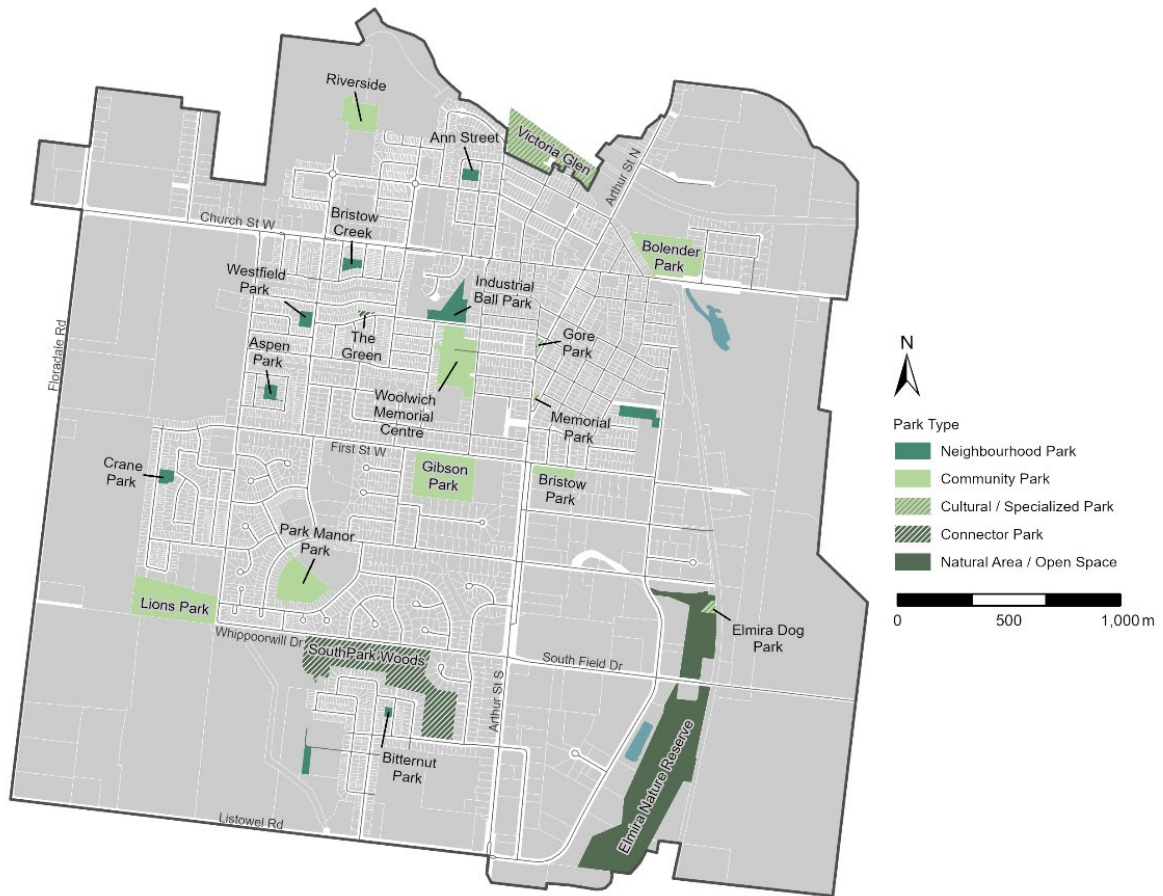 Riverside
Ann Street
Victoria Glen
Arthur St N
Church St W
Bristow
Creek
Bolender
Park
Westfield
Park
Industrial
Ball Park
The
Green
Gore
Park
Floradale Rd
Aspen
Park
Woolwich
Memorial
Centre
Memorial
Park
First St W
Crane
Park
Gibson
Park
Bristow
Park
Park Manor
Park
Lions Park
Whippoorwill Dr
SouthPark Woods
South Field Dr
Elmira Dog
Park
Arthur St S
Bitternut
Park
Elmira Nature Reserve
Listowel Rd
N
Park Type
Neighbourhood Park
Community Park
Cultural / Specialized Park
Connector Park
Natural Area / Open Space
0 500 1,000 m